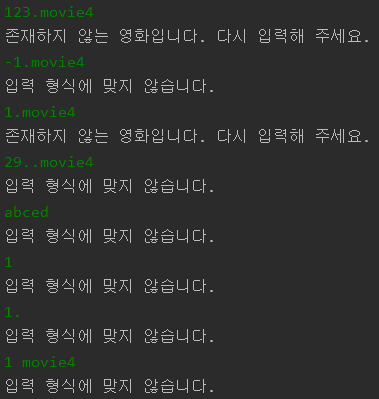 123.movie4
존재하지 않는 영화입니다. 다시 입력해 주세요.
-1.movie4
입력 형식에 맞지 않습니다.
1.movie4
존재하지 않는 영화입니다. 다시 입력해 주세요.
29..movie4
입력 형식에 맞지 않습니다.
abced
입력 형식에 맞지 않습니다.
1
입력 형식에 맞지 않습니다.
1.
입력 형식에 맞지 않습니다.
1 movie4
입력 형식에 맞지 않습니다.